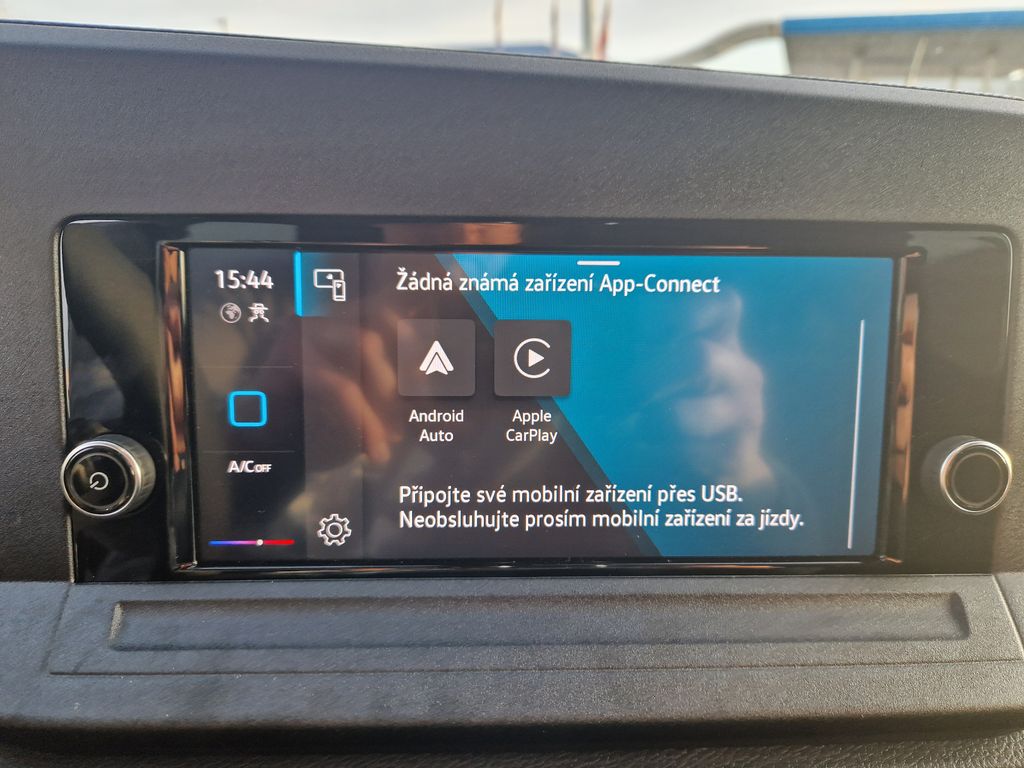 15:44
Žádná známá zařízení App-Connect
Android
Auto
Apple
CarPlay
A/C OFF
Připojte své mobilní zařízení přes USB.
Neobsluhujte prosím mobilní zařízení za jízdy.